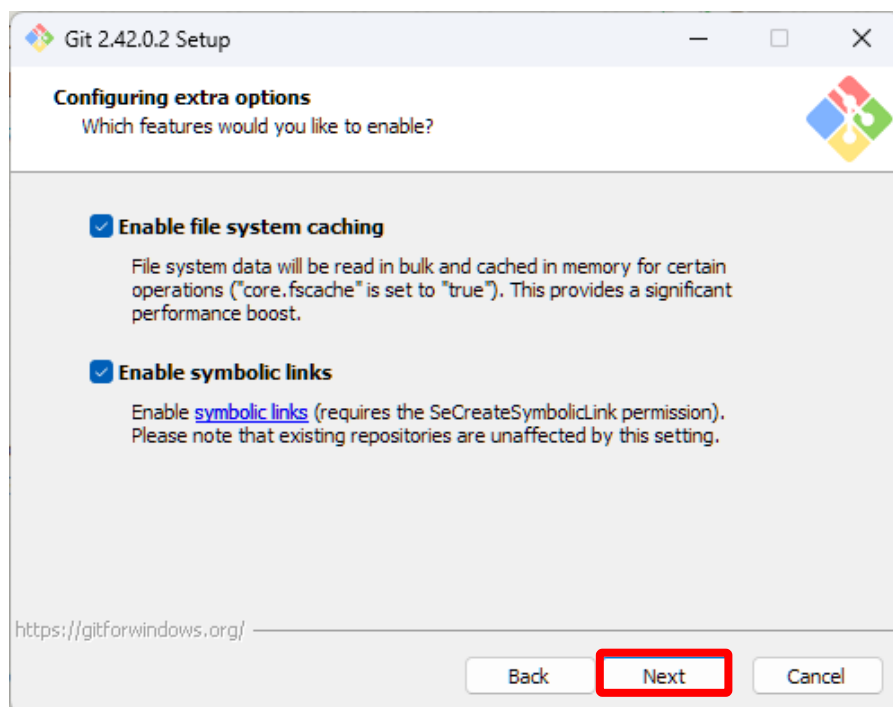 Git 2.42.0.2 Setup
Configuring extra options
Which features would you like to enable?
Enable file system caching
File system data will be read in bulk and cached in memory for certain
operations ("core.fscache" is set to "true"). This provides a significant
performance boost.
Enable symbolic links
Enable symbolic links (requires the SeCreateSymbolicLink permission).
Please note that existing repositories are unaffected by this setting.
https://gitforwindows.org/
Back Next Cancel